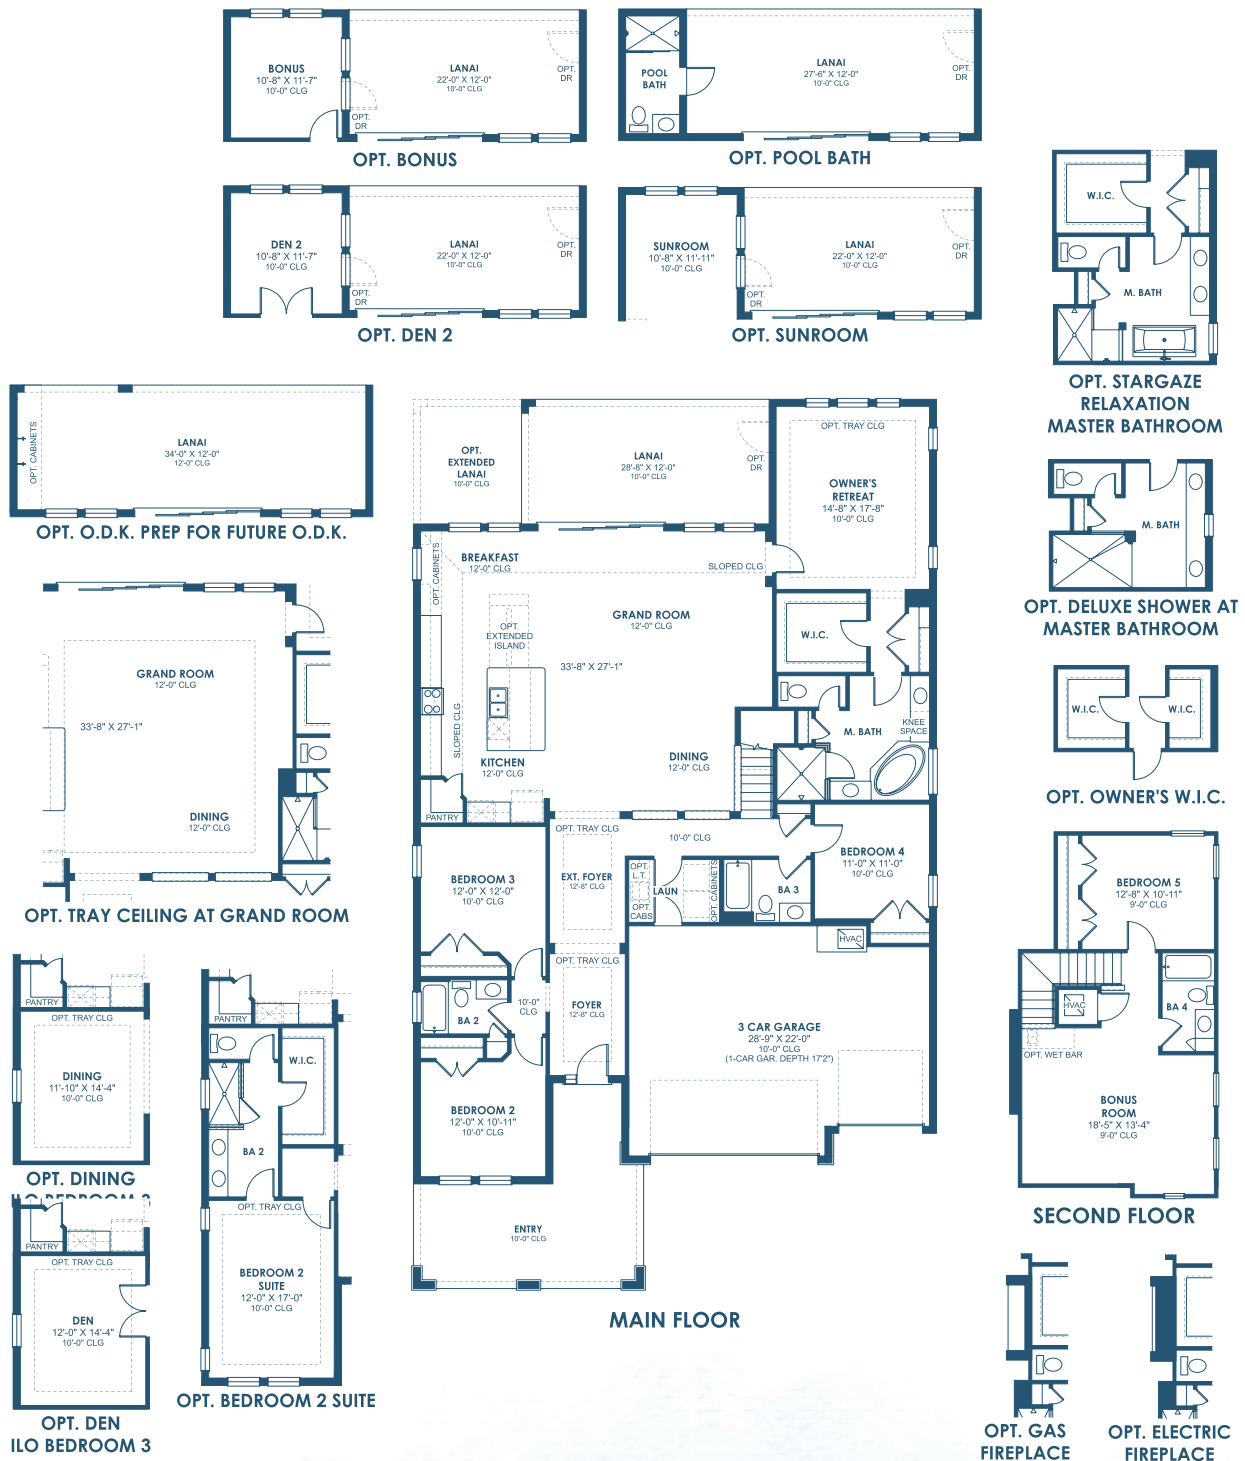 BONUS
10'-8" X 11'-7"
10'-0" CLG
LANAI
22'-0" X 12'-0"
10'-0" CLG
OPT.
DR
OPT.
DR
OPT. BONUS
POOL
BATH
LANAI
27'-6" X 12'-0"
10'-0" CLG
OPT.
DR
OPT. POOL BATH
DEN 2
10'-8" X 11'-7"
10'-0" CLG
LANAI
22'-0" X 12'-0"
10'-0" CLG
OPT.
DR
OPT.
DR
OPT. DEN 2
SUNROOM
10'-8" X 11'-11"
10'-0" CLG
LANAI
22'-0" X 12'-0"
10'-0" CLG
OPT.
DR
OPT.
DR
OPT. SUNROOM
W.I.C.
M. BATH
OPT. STARGAZE
RELAXATION
MASTER BATHROOM
OPT. CABINETS
LANAI
34'-0" X 12'-0"
12'-0" CLG
OPT. O.D.K. PREP FOR FUTURE O.D.K.
M. BATH
OPT. DELUXE SHOWER AT
MASTER BATHROOM
GRAND ROOM
12'-0" CLG
33'-8" X 27'-1"
DINING
12'-0" CLG
OPT. TRAY CEILING AT GRAND ROOM
W.I.C.
W.I.C.
OPT. OWNER'S W.I.C.
OPT.
EXTENDED
LANAI
10'-0" CLG
LANAI
28'-8" X 12'-0"
10'-0" CLG
OPT.
DR
OPT. TRAY CLG
OWNER'S
RETREAT
14'-8" X 17'-8"
10'-0" CLG
BREAKFAST
12'-0" CLG
OPT. CABINETS
SLOPED CLG
GRAND ROOM
12'-0" CLG
OPT.
EXTENDED
ISLAND
33'-8" X 27'-1"
W.I.C.
SLOPED CLG
KITCHEN
12'-0" CLG
DINING
12'-0" CLG
M. BATH
KNEE
SPACE
PANTRY
OPT. TRAY CLG
10'-0" CLG
BEDROOM 4
11'-0" X 11'-0"
10'-0" CLG
BEDROOM 3
12'-0" X 12'-0"
10'-0" CLG
EXT. FOYER
12'-8" CLG
OPT.
L.T.
LAUN
OPT.
CABS
OPT. CABINETS
BA 3
HVAC
OPT. TRAY CLG
FOYER
12'-8" CLG
10'-0"
CLG
BA 2
3 CAR GARAGE
28'-9" X 22'-0"
10'-0" CLG
(1-CAR GAR. DEPTH 17'2")
BEDROOM 2
12'-0" X 10'-11"
10'-0" CLG
ENTRY
10'-0" CLG
MAIN FLOOR
BEDROOM 5
12'-8" X 10'-11"
9'-0" CLG
HVAC
BA 4
OPT. WET BAR
BONUS
ROOM
18'-5" X 13'-4"
9'-0" CLG
SECOND FLOOR
PANTRY
OPT. TRAY CLG
DINING
11'-10" X 14'-4"
10'-0" CLG
OPT. DINING
ILO BEDROOM 3
PANTRY
OPT. TRAY CLG
DEN
12'-0" X 14'-4"
10'-0" CLG
OPT. DEN
ILO BEDROOM 3
PANTRY
W.I.C.
BA 2
OPT. TRAY CLG
BEDROOM 2
SUITE
12'-0" X 17'-0"
10'-0" CLG
OPT. BEDROOM 2 SUITE
OPT. GAS
FIREPLACE
OPT. ELECTRIC
FIREPLACE